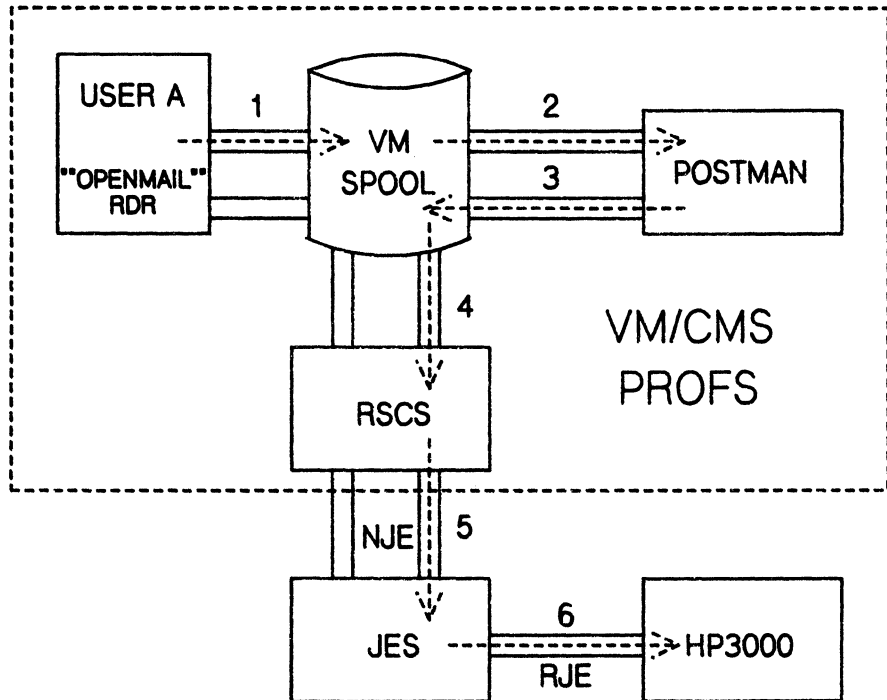 USER A
""OPENMAIL""
RDR
1
VM
SPOOL
2
3
POSTMAN
4
VM/CMS
PROFS
RSCS
NJE
5
JES
6
RJE
HP3000